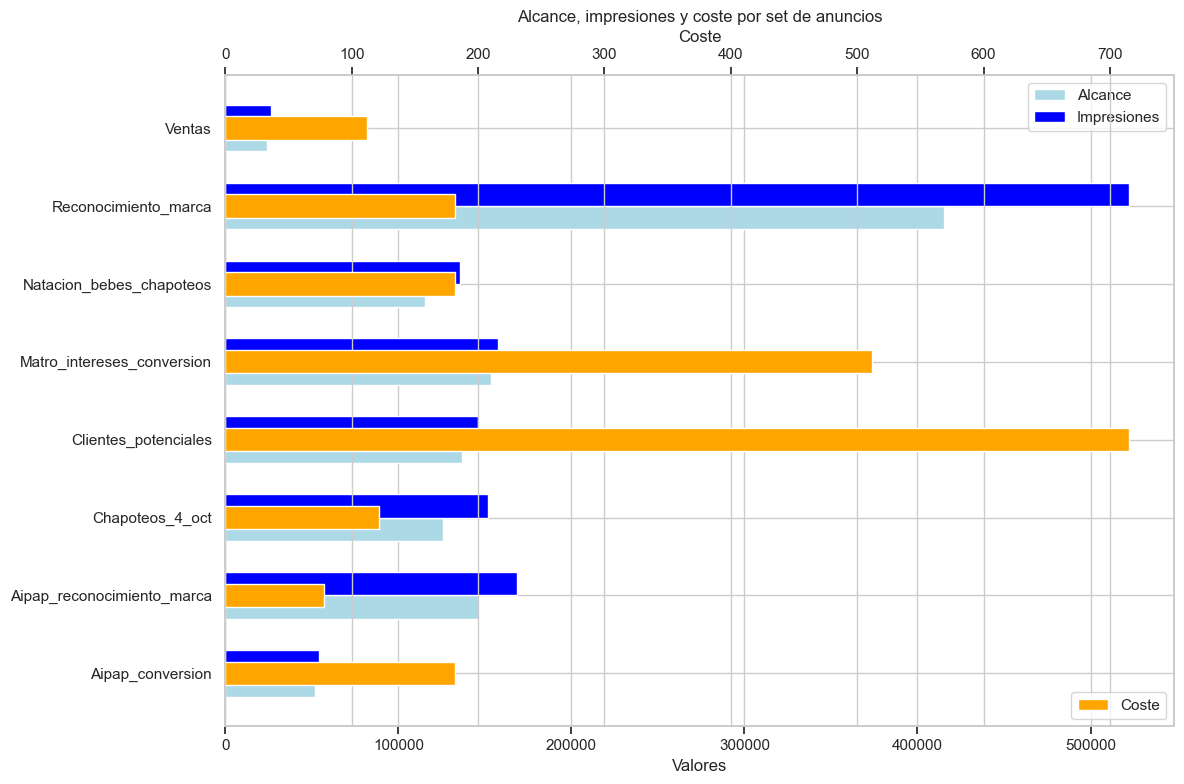 Alcance, impresiones y coste por set de anuncios
Coste
0 100 200 300 400 500 600 700
Alcance
Impresiones
Ventas
Reconocimiento_marca
Natacion_bebes_chapoteos
Matro_intereses_conversion
Clientes_potenciales
Chapoteos_4_oct
Aipap_reconocimiento_marca
Aipap_conversion
Coste
0 100000 200000 300000 400000 500000
Valores